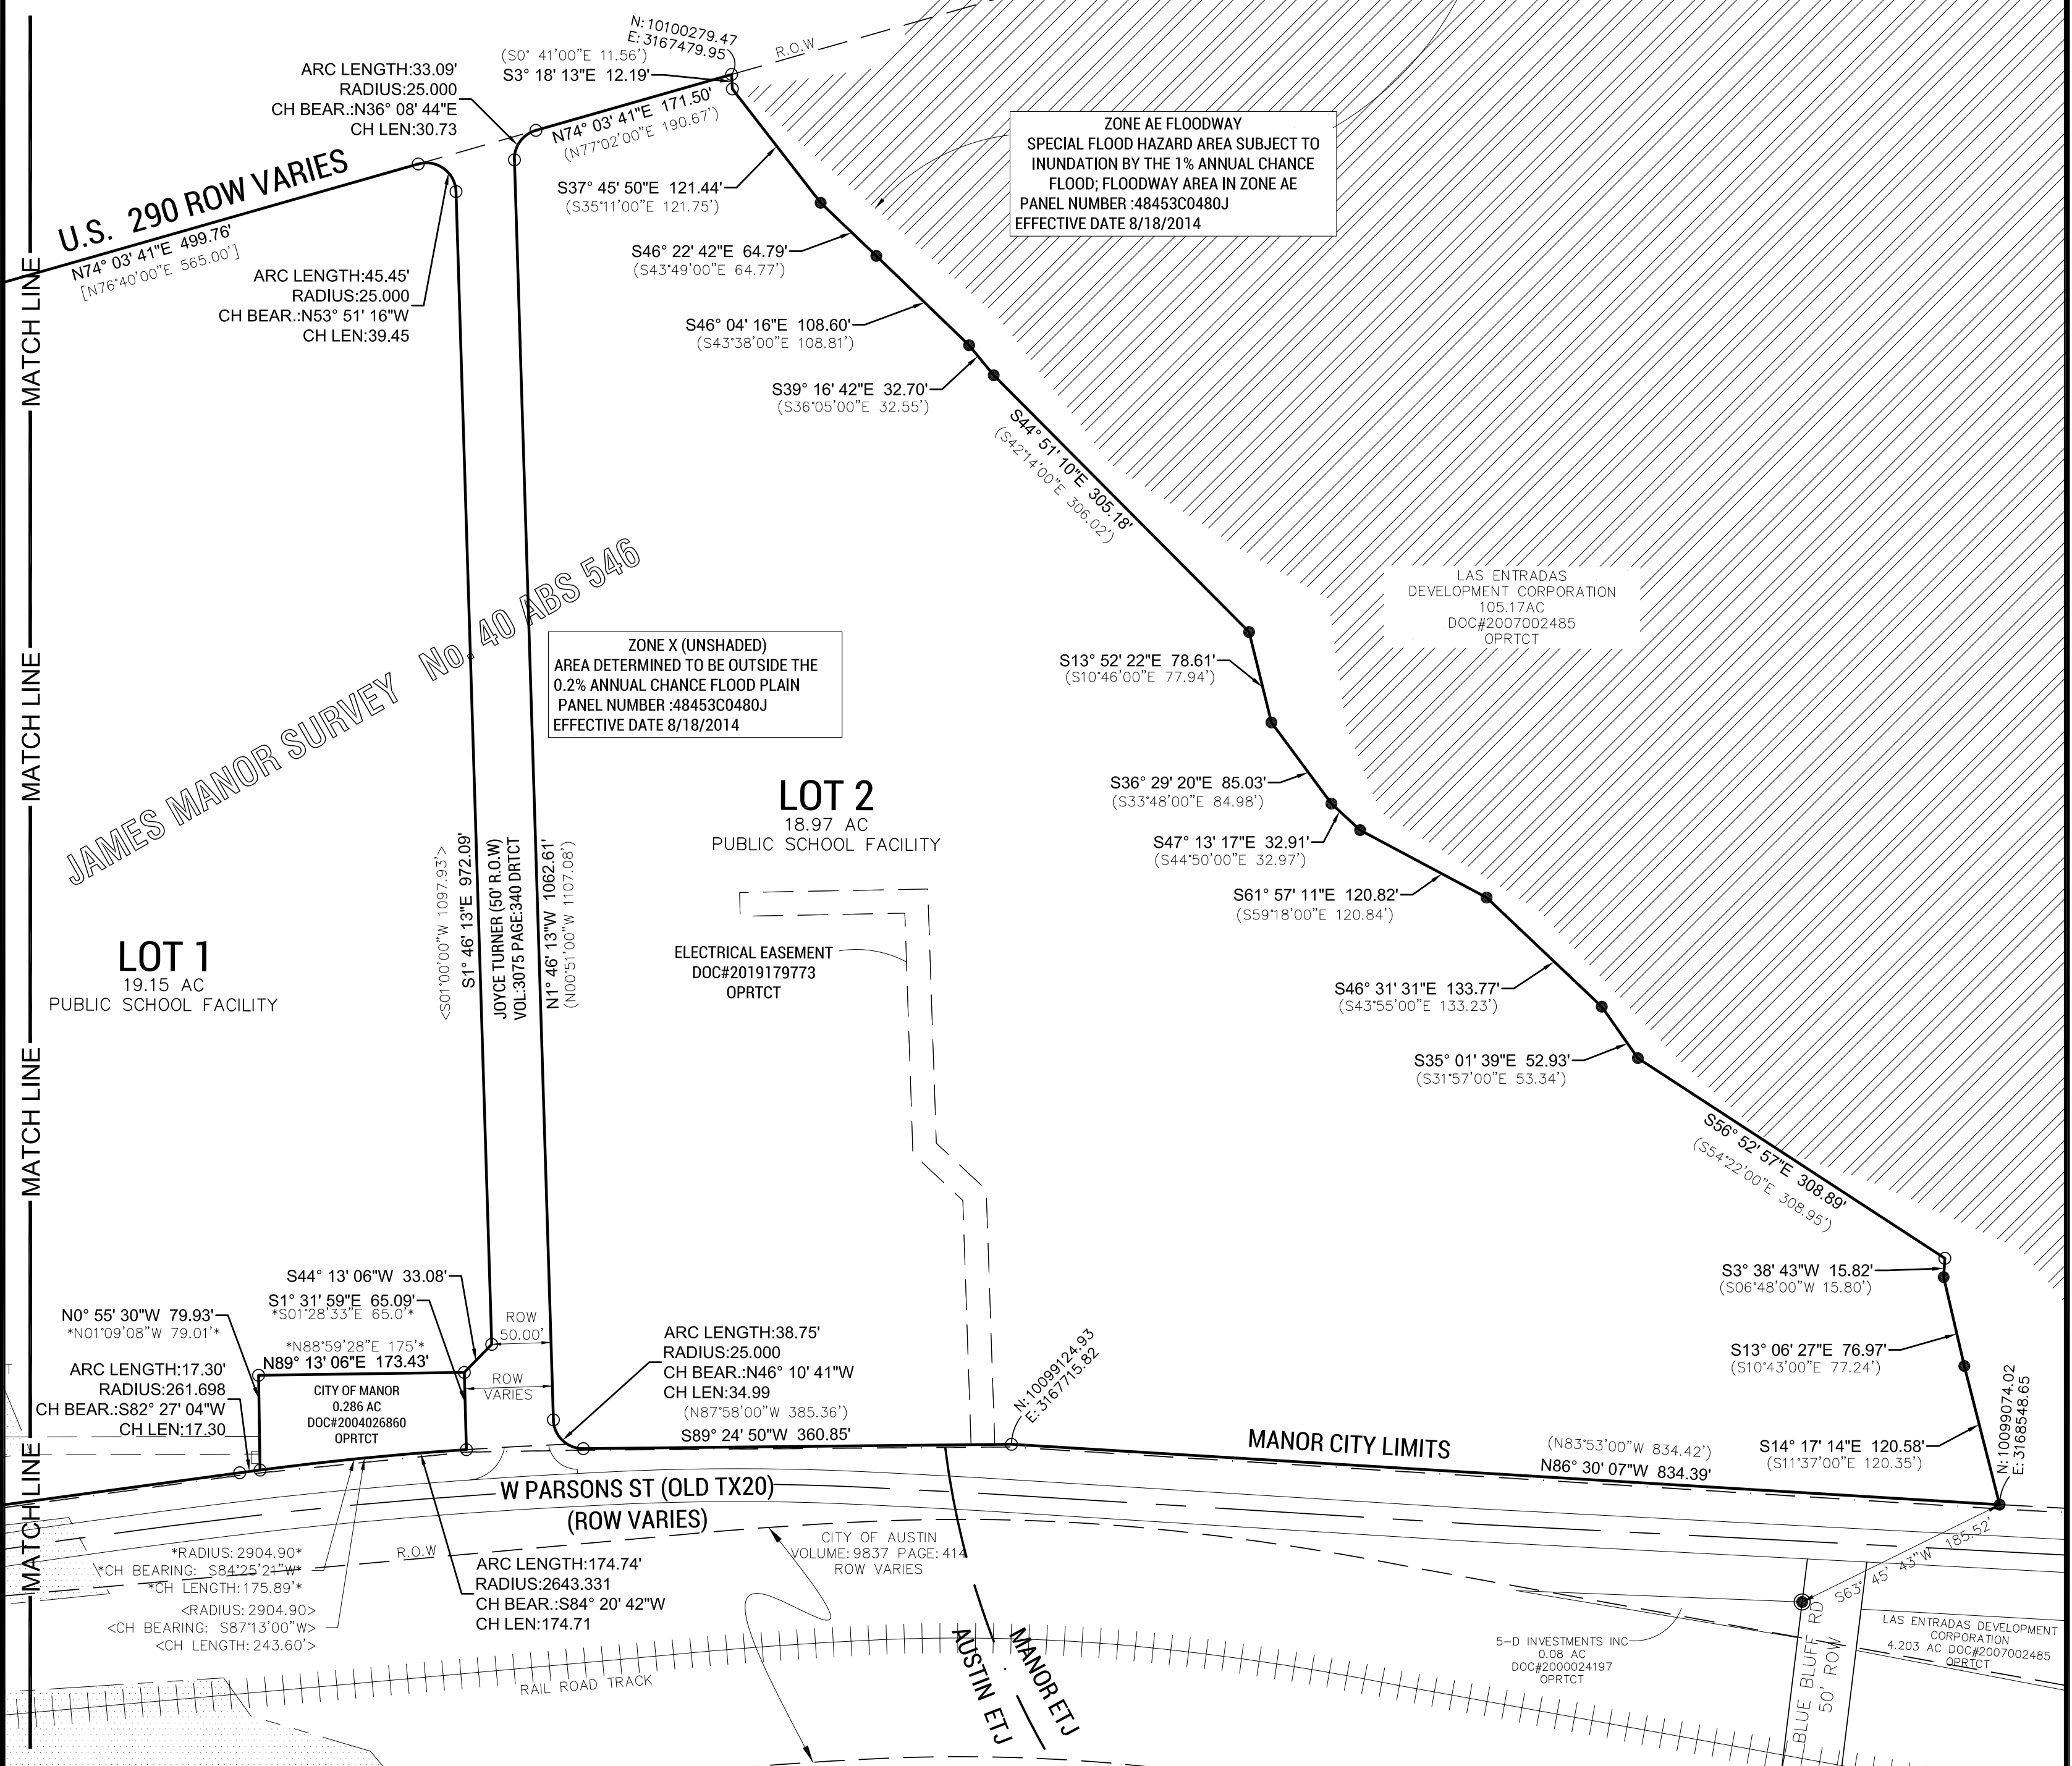 N: 10100279.47
E: 3167479.95
R.O.W
(S0° 41'00"E 11.56')
S3° 18' 13"E 12.19'
ARC LENGTH:33.09'
RADIUS:25.000
CH BEAR.:N36° 08' 44"E
CH LEN:30.73
N74° 03' 41"E 171.50'
(N77°02'00"E 190.67')
ZONE AE FLOODWAY
SPECIAL FLOOD HAZARD AREA SUBJECT TO
INUNDATION BY THE 1% ANNUAL CHANCE
FLOOD; FLOODWAY AREA IN ZONE AE
PANEL NUMBER :48453C0480J
EFFECTIVE DATE 8/18/2014
U.S. 290 ROW VARIES
N74° 03' 41"E 499.76'
[N76°40'00"E 565.00']
S37° 45' 50"E 121.44'
(S35°11'00"E 121.75')
S46° 22' 42"E 64.79'
(S43°49'00"E 64.77')
ARC LENGTH:45.45'
RADIUS:25.000
CH BEAR.:N53° 51' 16"W
CH LEN:39.45
S46° 04' 16"E 108.60'
(S43°38'00"E 108.81')
S39° 16' 42"E 32.70'
(S36°05'00"E 32.55')
MATCH LINE
S44° 51' 10"E 305.18'
(S42°14'00"E 306.02')
JAMES MANOR SURVEY No. 40 ABS 546
LAS ENTRADAS
DEVELOPMENT CORPORATION
105.17AC
DOC#2007002485
OPRTCT
ZONE X (UNSHADED)
AREA DETERMINED TO BE OUTSIDE THE
0.2% ANNUAL CHANCE FLOOD PLAIN
PANEL NUMBER :48453C0480J
EFFECTIVE DATE 8/18/2014
S13° 52' 22"E 78.61'
(S10°46'00"E 77.94')
MATCH LINE
LOT 2
18.97 AC
PUBLIC SCHOOL FACILITY
S36° 29' 20"E 85.03'
(S33°48'00"E 84.98')
S47° 13' 17"E 32.91'
(S44°50'00"E 32.97')
S61° 57' 11"E 120.82'
(S59°18'00"E 120.84')
<S01°00'00"W 1097.93'>
S1° 46' 13"E 972.09'
JOYCE TURNER (50' R.O.W)
VOL:3075 PAGE:340 DRTCT
N1° 46' 13"W 1062.61'
(N00°51'00"W 1107.08')
LOT 1
19.15 AC
PUBLIC SCHOOL FACILITY
ELECTRICAL EASEMENT
DOC#2019179773
OPRTCT
S46° 31' 31"E 133.77'
(S43°55'00"E 133.23')
S35° 01' 39"E 52.93'
(S31°57'00"E 53.34')
MATCH LINE
S56° 52' 57"E 308.89'
(S54°22'00"E 308.95')
S3° 38' 43"W 15.82'
(S06°48'00"W 15.80')
S44° 13' 06"W 33.08'
S1° 31' 59"E 65.09'
*S01°28'33"E 65.0'*
N0° 55' 30"W 79.93'
*N01°09'08"W 79.01'*
*N88°59'28"E 175'*
N89° 13' 06"E 173.43'
ROW
50.00'
ROW
VARIES
ARC LENGTH:38.75'
RADIUS:25.000
CH BEAR.:N46° 10' 41"W
CH LEN:34.99
(N87°58'00"W 385.36')
S89° 24' 50"W 360.85'
N: 10099124.93
E: 3167715.82
S13° 06' 27"E 76.97'
(S10°43'00"E 77.24')
ARC LENGTH:17.30'
RADIUS:261.698
CH BEAR.:S82° 27' 04"W
CH LEN:17.30
CITY OF MANOR
0.286 AC
DOC#2004026860
OPRTCT
T
MANOR CITY LIMITS
(N83°53'00"W 834.42')
N86° 30' 07"W 834.39'
S14° 17' 14"E 120.58'
(S11°37'00"E 120.35')
N: 10099074.02
E: 3168548.65
MATCH LINE
W PARSONS ST (OLD TX20)
(ROW VARIES)
R.O.W
CITY OF AUSTIN
VOLUME: 9837 PAGE: 414
ROW VARIES
S63° 45' 43"W 185.52'
*RADIUS: 2904.90*
*CH BEARING: S84°25'21"W*
*CH LENGTH: 175.89'*
<RADIUS: 2904.90>
<CH BEARING: S87°13'00"W>
<CH LENGTH: 243.60'>
ARC LENGTH:174.74'
RADIUS:2643.331
CH BEAR.:S84° 20' 42"W
CH LEN:174.71
RAIL ROAD TRACK
AUSTIN ETJ
MANOR ETJ
5-D INVESTMENTS INC
0.08 AC
DOC#2000024197
OPRTCT
BLUE BLUFF RD
50' ROW
LAS ENTRADAS DEVELOPMENT
CORPORATION
4.203 AC DOC#2007002485
OPRTCT